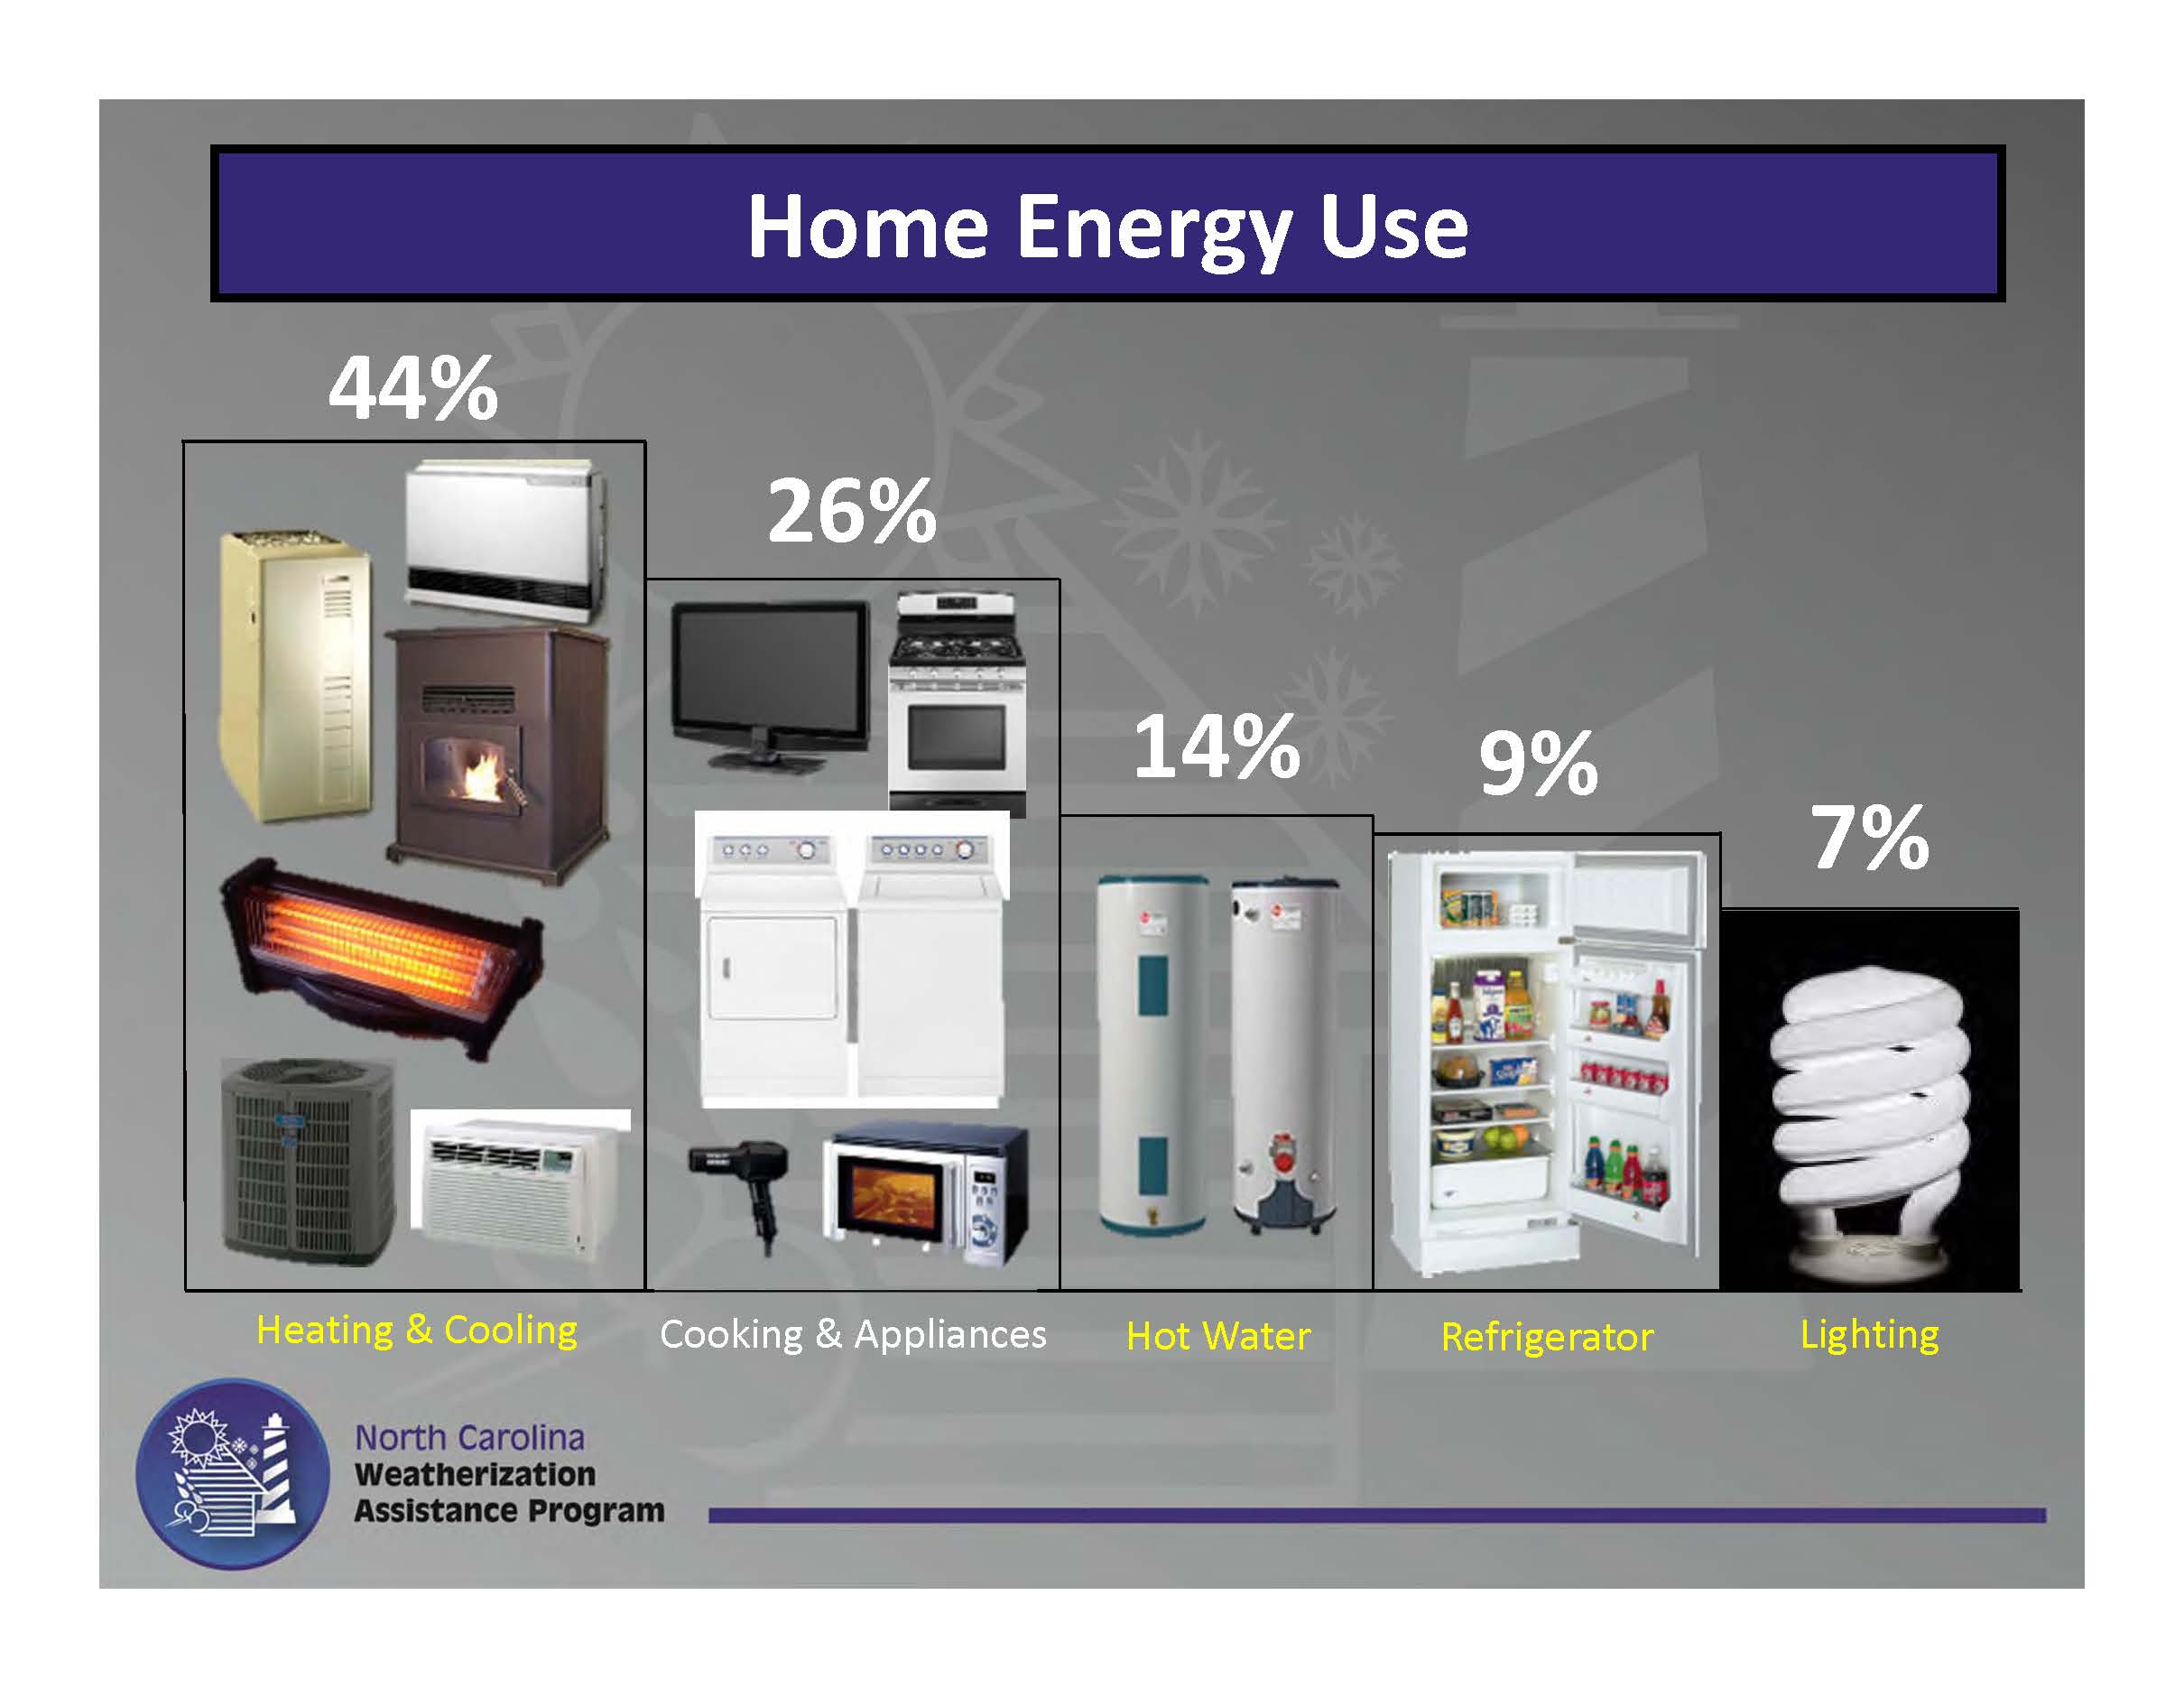 Home Energy Use
44%
26%
14%
9%
7%
Heating & Cooling
Cooking & Appliances
Hot Water
Refrigerator
Lighting
North Carolina
Weatherization
Assistance Program